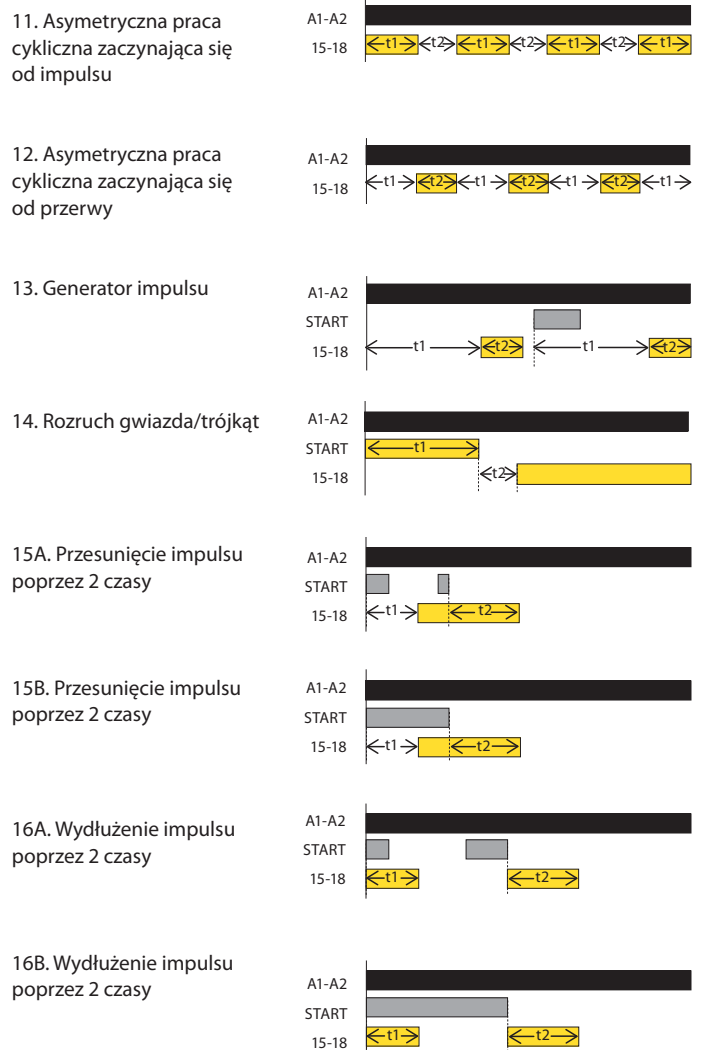 11. Asymetryczna praca
cykliczna zaczynająca się
od impulsu
A1-A2
15-18
t1 t2 t1 t2 t1 t2 t1
12. Asymetryczna praca
cykliczna zaczynająca się
od przerwy
A1-A2
15-18
t1 t2 t1 t2 t1 t2 t1
13. Generator impulsu
A1-A2
START
15-18
t1 t2 t1 t2
14. Rozruch gwiazda/trójkąt
A1-A2
START
t1
15-18
t2
15A. Przesunięcie impulsu
poprzez 2 czasy
A1-A2
START
15-18
t1 t2
15B. Przesunięcie impulsu
poprzez 2 czasy
A1-A2
START
15-18
t1 t2
16A. Wydłużenie impulsu
poprzez 2 czasy
A1-A2
START
15-18
t1 t2
16B. Wydłużenie impulsu
poprzez 2 czasy
A1-A2
START
15-18
t1 t2